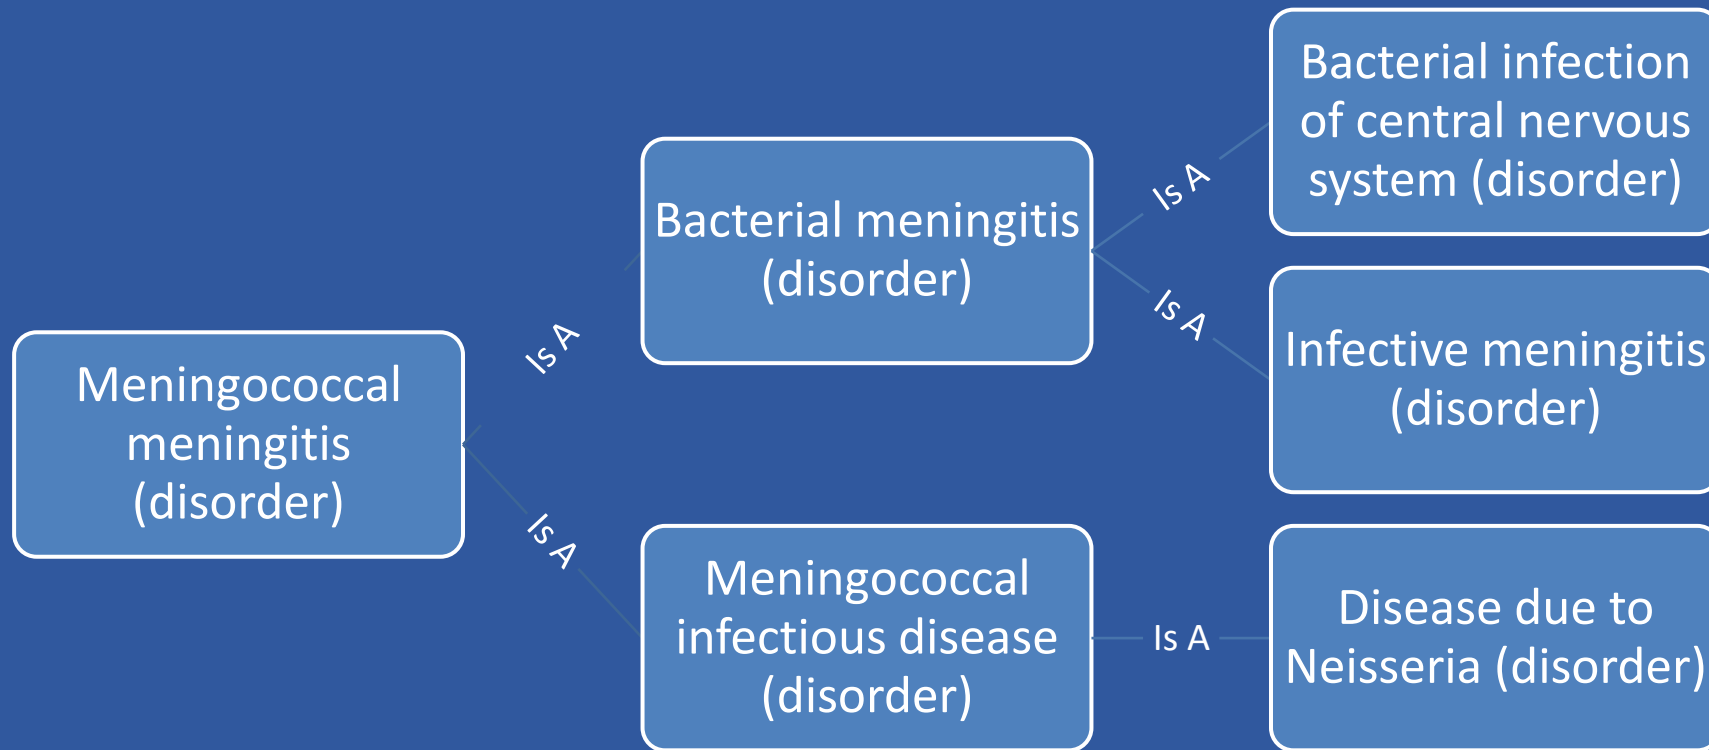 Meningococcal
meningitis
(disorder)
Is A
Is A
Bacterial meningitis
(disorder)
Meningococcal
infectious disease
(disorder)
Is A
Is A
Is A
Bacterial infection
of central nervous
system (disorder)
Infective meningitis
(disorder)
Disease due to
Neisseria (disorder)